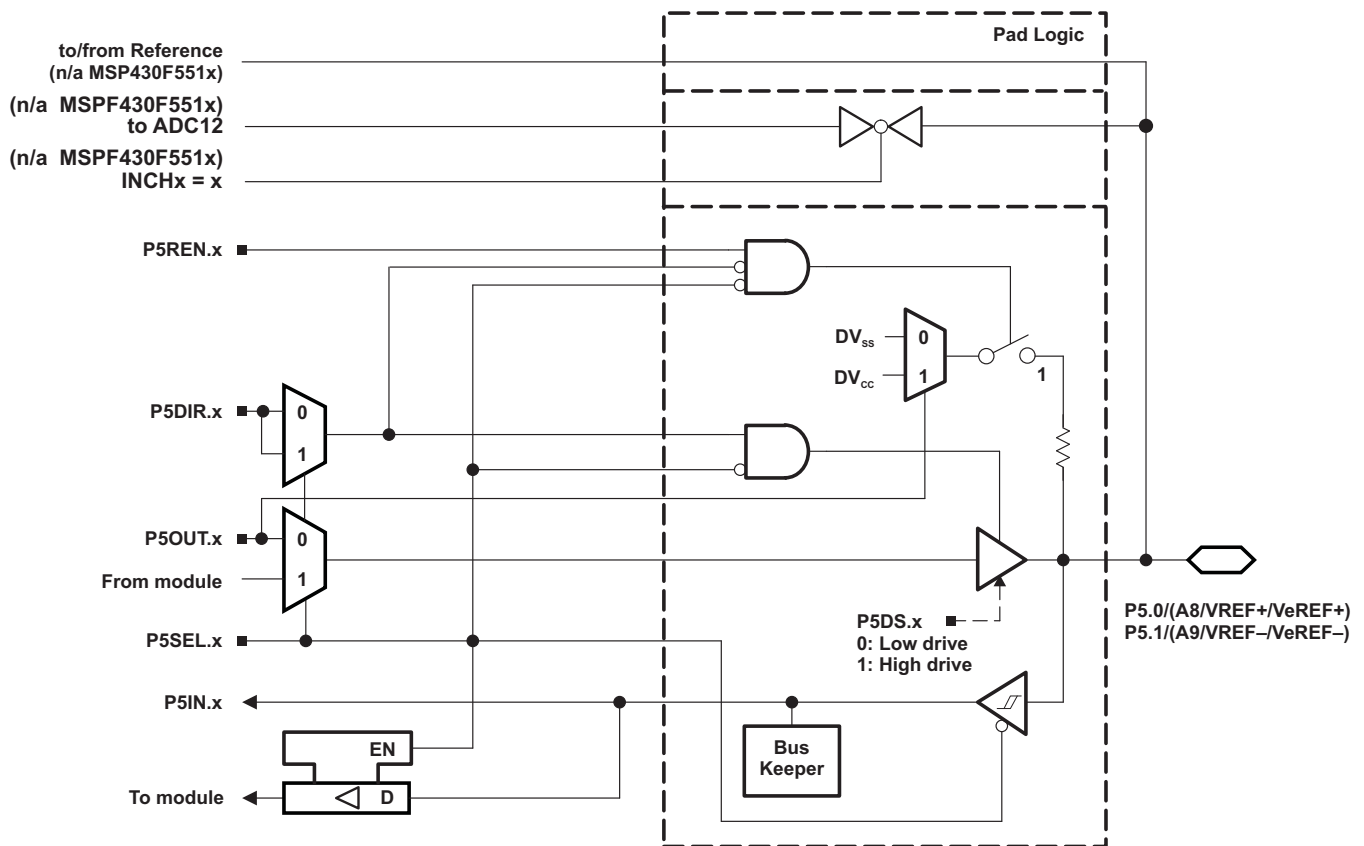 Pad Logic
to/from Reference
(n/a MSP430F551x)
(n/a MSPF430F551x)
to ADC12
(n/a MSPF430F551x)
INCHx = x
P5REN.x
DVSS
0
DVCC
1
1
P5DIR.x
0
1
P5OUT.x
0
From module
1
P5DS.x
0: Low drive
1: High drive
P5.0/(A8/VREF+/VeREF+)
P5.1/(A9/VREF–/VeREF–)
P5SEL.x
P5IN.x
EN
Bus
Keeper
To module
D